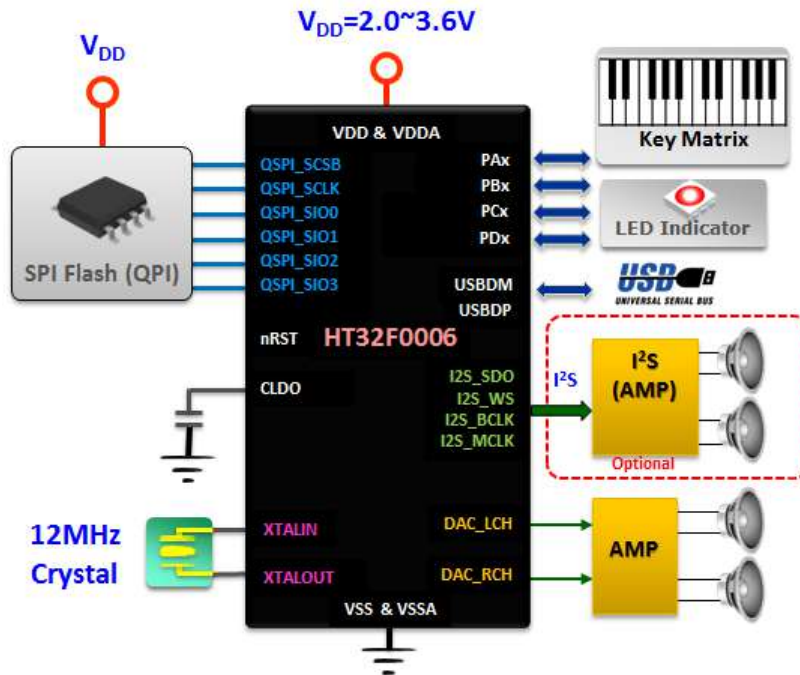 V_DD=2.0~3.6V
V_DD
VDD & VDDA
QSPI_SCSB
QSPI_SCLK
QSPI_SIO0
QSPI_SIO1
QSPI_SIO2
QSPI_SIO3
SPI Flash (QPI)
PAx
PBx
PCx
PDx
Key Matrix
LED Indicator
USBDM
USBDP
USB
UNIVERSAL SERIAL BUS
nRST
HT32F0006
CLDO
I2S_SDO
I2S_WS
I2S_BCLK
I2S_MCLK
I²S
I²S
(AMP)
Optional
12MHz
Crystal
XTALIN
XTALOUT
DAC_LCH
DAC_RCH
AMP
VSS & VSSA